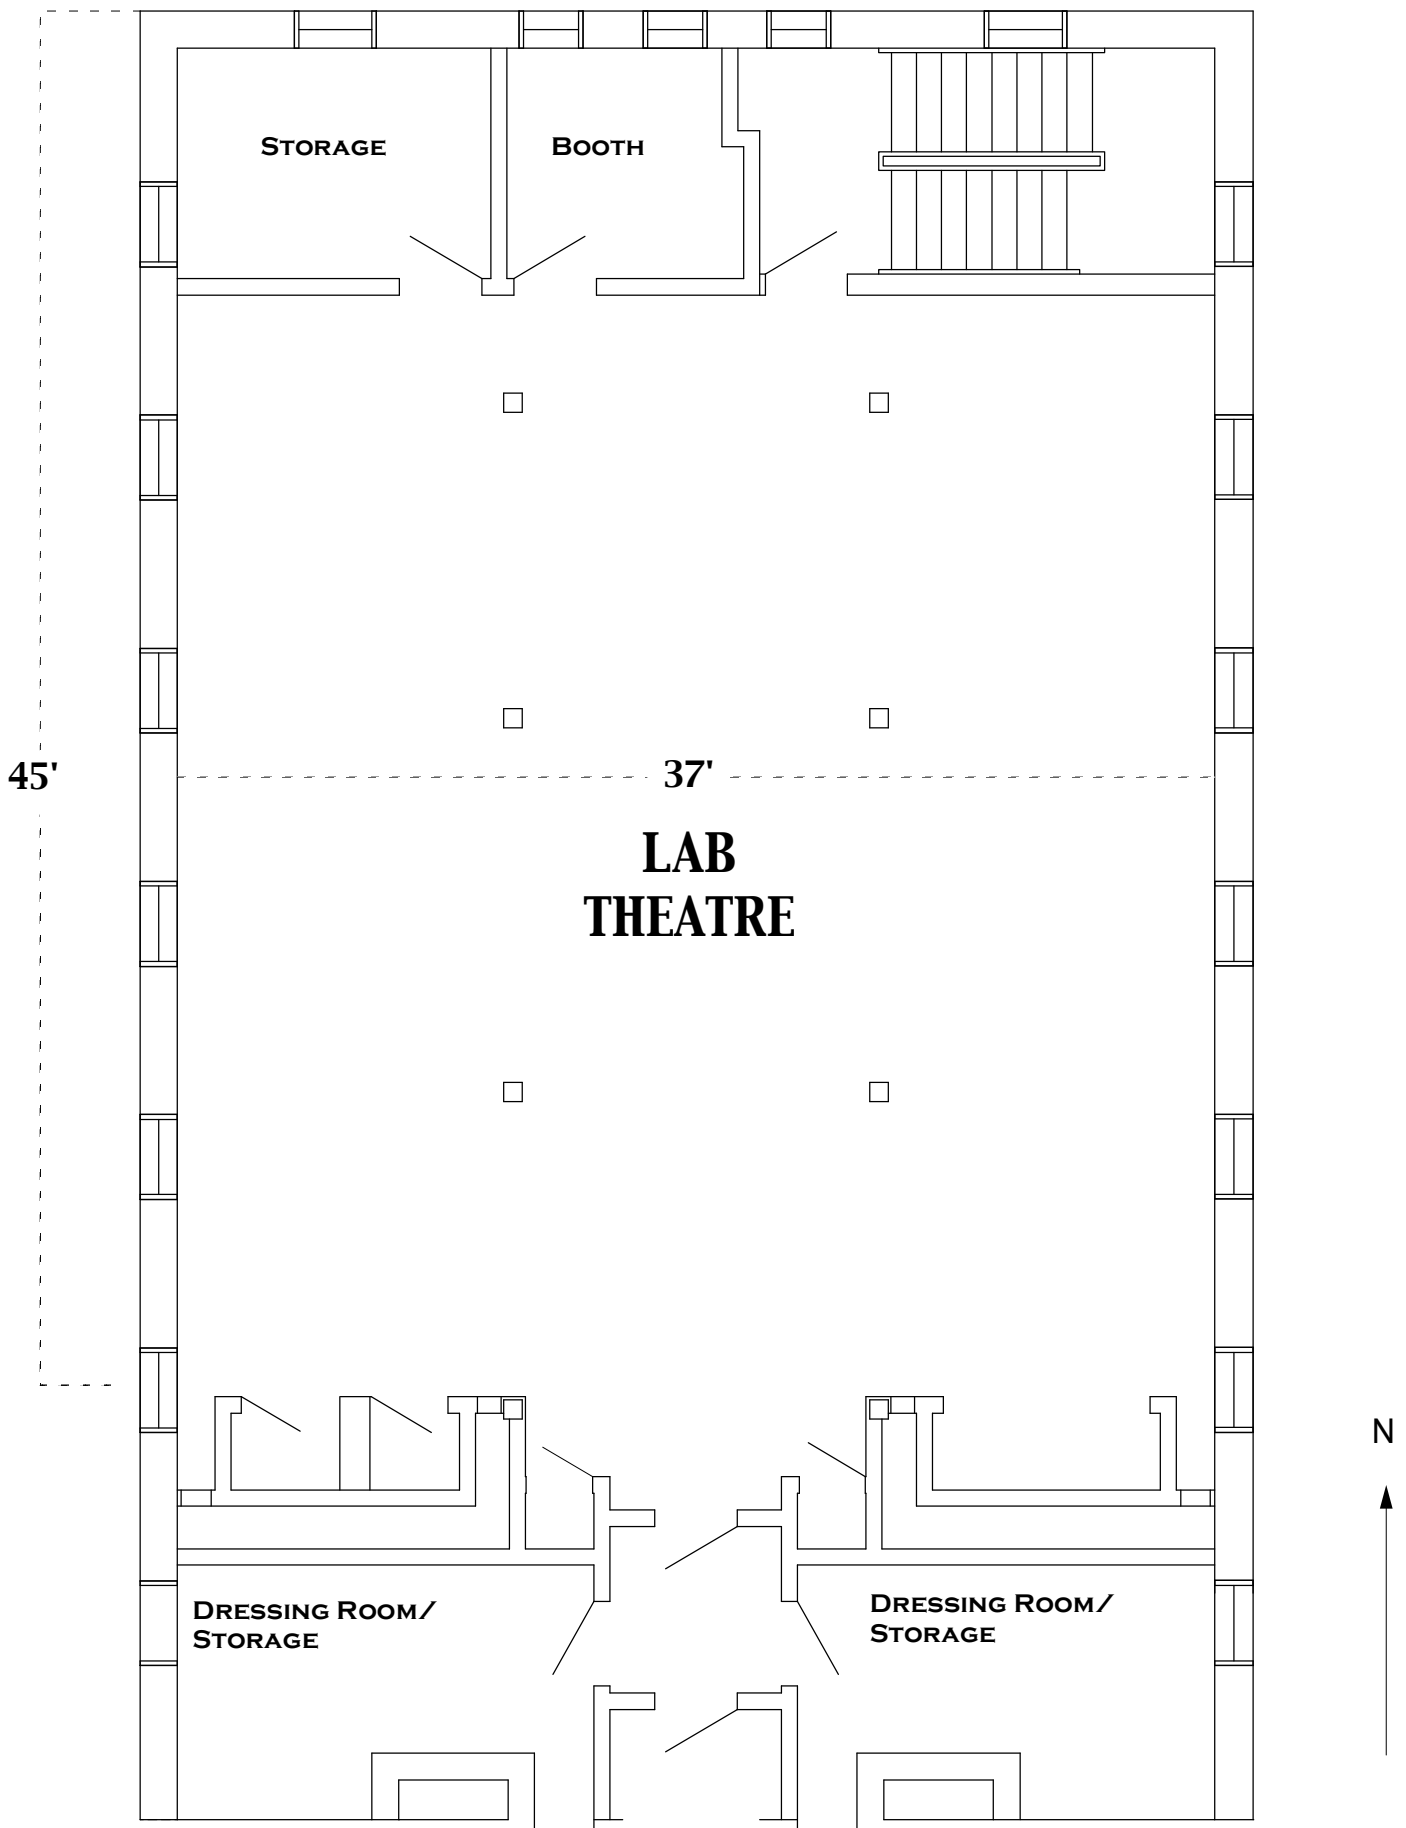 STORAGE
BOOTH
45'
37'
LAB
THEATRE
N
DRESSING ROOM/
STORAGE
DRESSING ROOM/
STORAGE